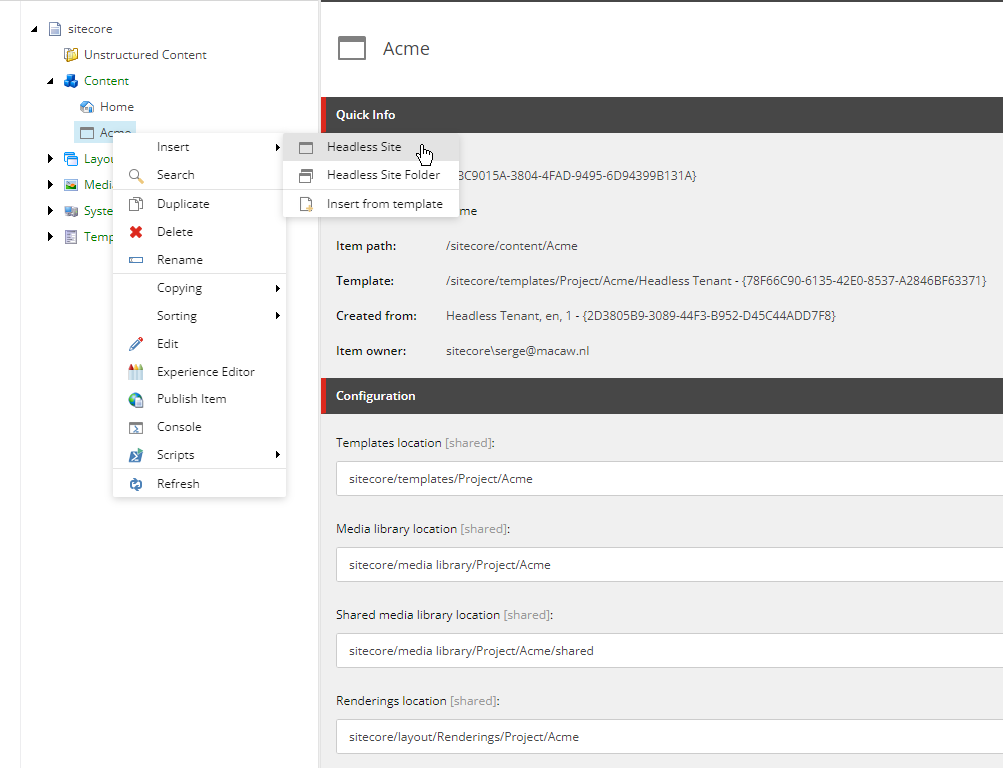 sitecore
Unstructured Content
Content
Home
Acme
Layou
Media
Syste
Temp
Insert
Search
Duplicate
Delete
Rename
Copying
Sorting
Edit
Experience Editor
Publish Item
Console
Scripts
Refresh
Headless Site
Headless Site Folder
Insert from template
Acme
Quick Info
3C9015A-3804-4FAD-9495-6D94399B131A}
me
Item path: /sitecore/content/Acme
Template: /sitecore/templates/Project/Acme/Headless Tenant - {78F66C90-6135-42E0-8537-A2846BF63371}
Created from: Headless Tenant, en, 1 - {2D3805B9-3089-44F3-B952-D45C44ADD7F8}
Item owner: sitecore\serge@macaw.nl
Configuration
Templates location [shared]:
sitecore/templates/Project/Acme
Media library location [shared]:
sitecore/media library/Project/Acme
Shared media library location [shared]:
sitecore/media library/Project/Acme/shared
Renderings location [shared]:
sitecore/layout/Renderings/Project/Acme